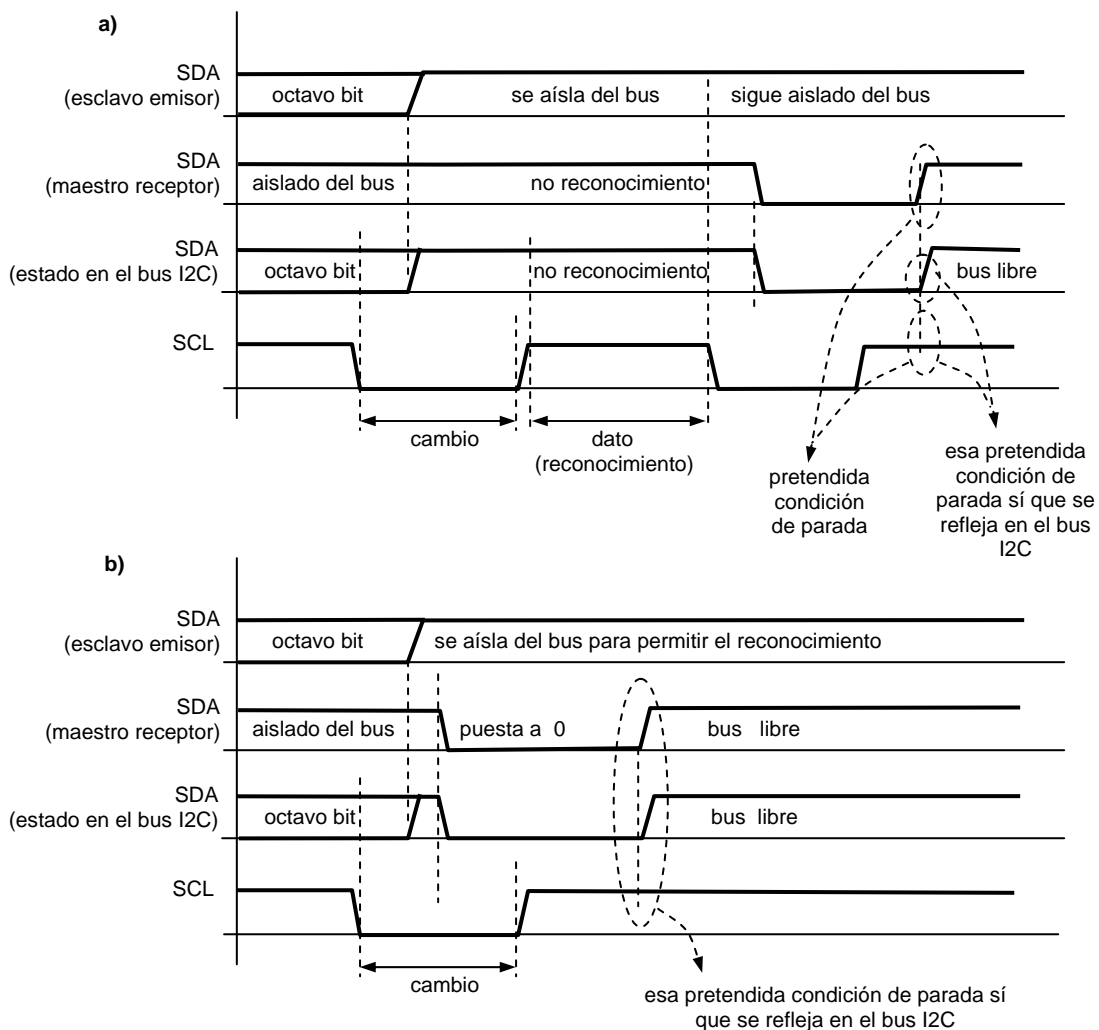 a)
SDA
(esclavo emisor)
octavo bit
se aísla del bus
sigue aislado del bus
SDA
(maestro receptor)
aislado del bus
no reconocimiento
SDA
(estado en el bus I2C)
octavo bit
no reconocimiento
bus libre
SCL
cambio
dato
(reconocimiento)
pretendida
condición
de parada
esa pretendida
condición de
parada sí que se
refleja en el bus
I2C
b)
SDA
(esclavo emisor)
octavo bit
se aísla del bus para permitir el reconocimiento
SDA
(maestro receptor)
aislado del bus
puesta a 0
bus libre
SDA
(estado en el bus I2C)
octavo bit
bus libre
SCL
cambio
esa pretendida condición de parada sí
que se refleja en el bus I2C